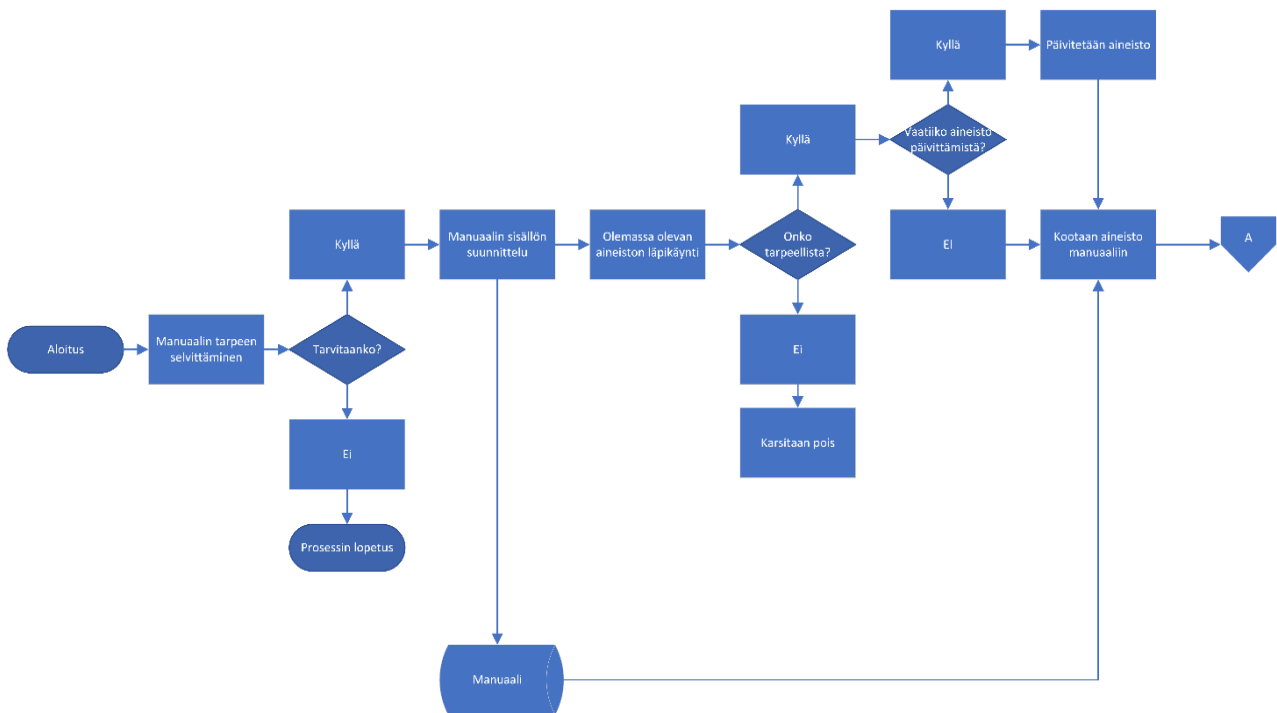 Aloitus
Manuaalin tarpeen
selvittäminen
Tarvitaanko?
Kyllä
Ei
Prosessin lopetus
Manuaalin sisällön
suunnittelu
Manuaali
Olemassa olevan
aineiston läpikäynti
Onko
tarpeellista?
Kyllä
Ei
Karsitaan pois
Vaatiiko aineisto
päivittämistä?
Kyllä
Päivitetään aineisto
EI
Kootaan aineisto
manuaaliin
A